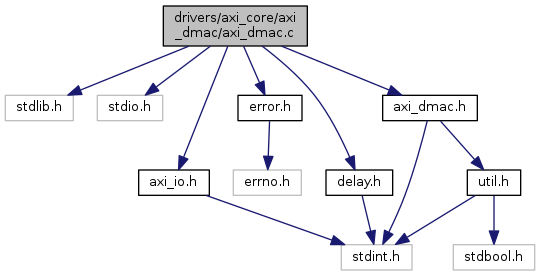 drivers/axi_core/axi
_dmac/axi_dmac.c
stdlib.h
stdio.h
error.h
axi_dmac.h
axi_io.h
errno.h
delay.h
util.h
stdint.h
stdbool.h